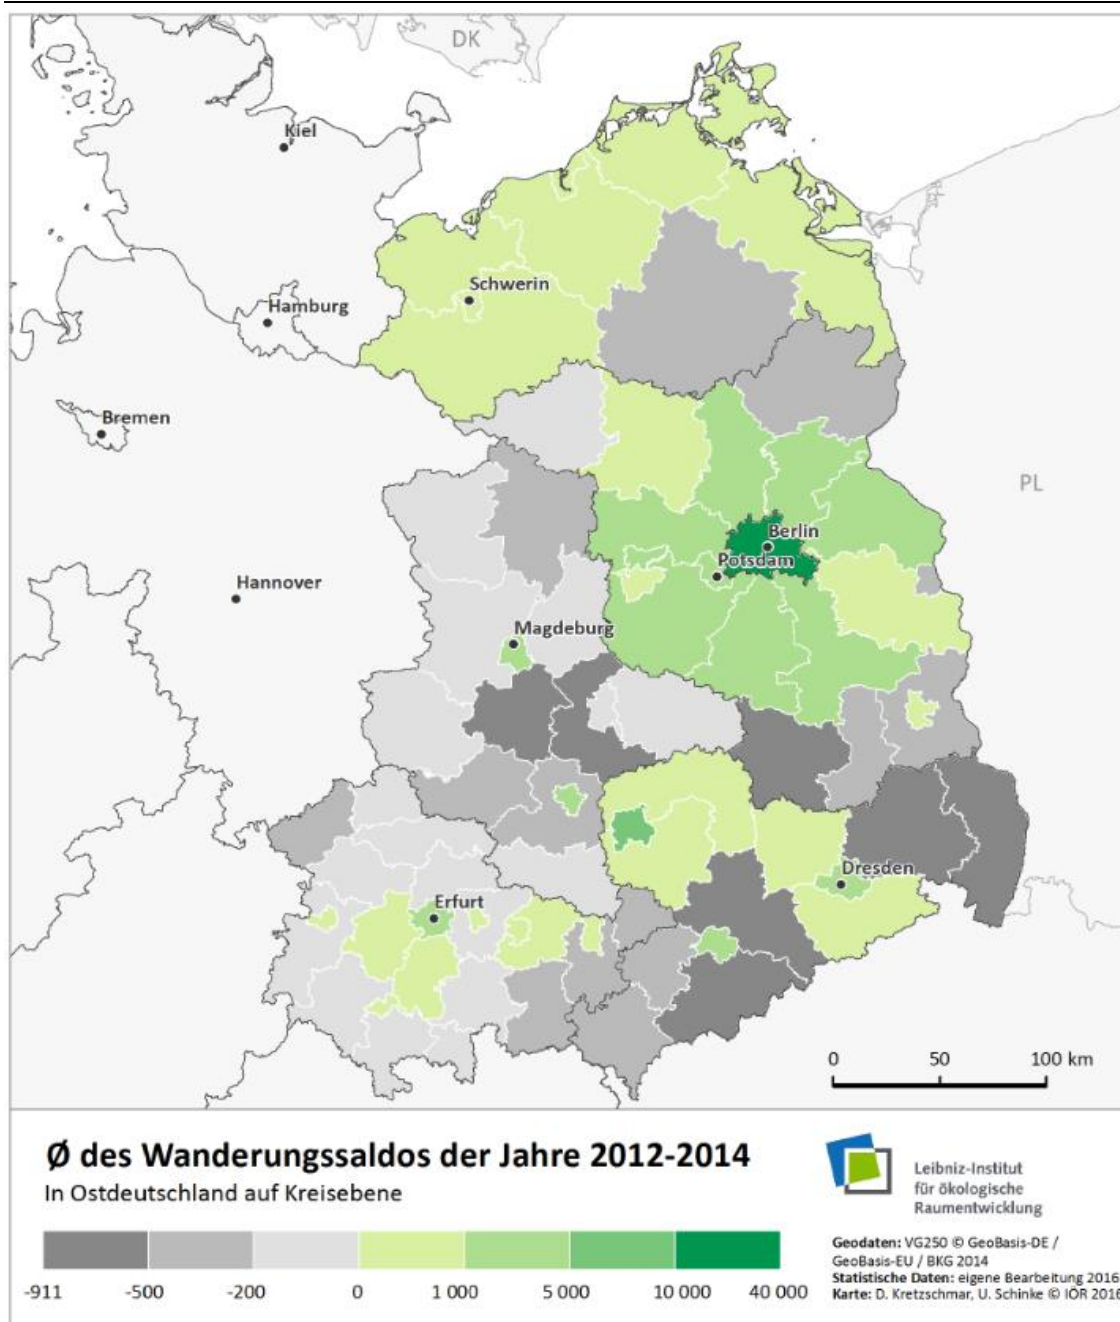 DK
Kiel
Schwerin
Hamburg
Bremen
PL
Berlin
Potsdam
Hannover
Magdeburg
Dresden
Erfurt
0 50 100 km
Ø des Wanderungssaldos der Jahre 2012-2014
In Ostdeutschland auf Kreisebene
-911 -500 -200 0 1 000 5 000 10 000 40 000
Leibniz-Institut
für ökologische
Raumentwicklung
Geodaten: VG250 © GeoBasis-DE /
GeoBasis-EU / BKG 2014
Statistische Daten: eigene Bearbeitung 2016
Karte: D. Kretzschmar, U. Schinke © IÖR 2016